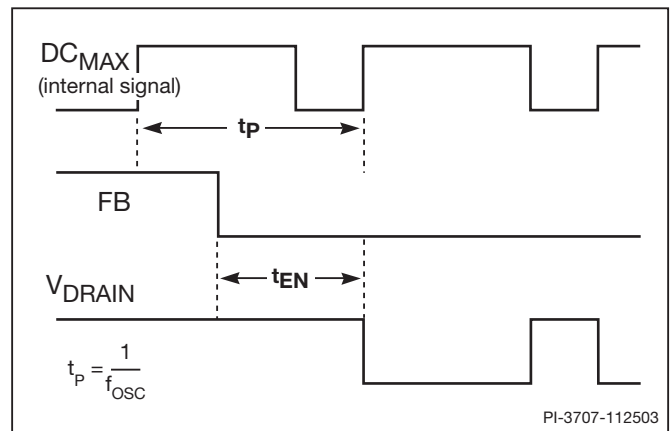 DCMAX
(internal signal)
tP
FB
tEN
VDRAIN
tP = 1/fOSC
PI-3707-112503